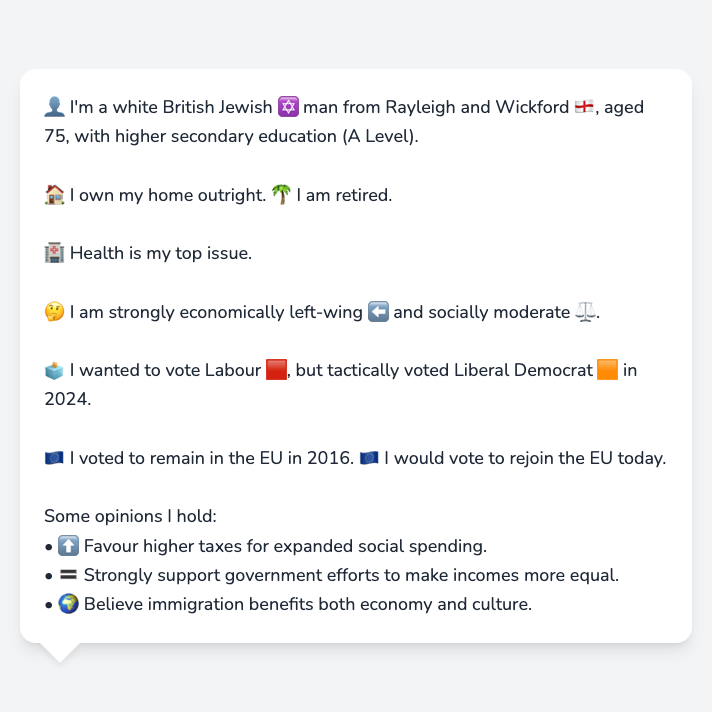 👤 I'm a white British Jewish ✡️ man from Rayleigh and Wickford 🏴󠁧󠁢󠁥󠁮󠁧󠁿, aged
75, with higher secondary education (A Level).
🏠 I own my home outright. 🌴 I am retired.
🏥 Health is my top issue.
🤔 I am strongly economically left-wing ⬅️ and socially moderate ⚖️.
🗳️ I wanted to vote Labour 🟥, but tactically voted Liberal Democrat 🟧 in
2024.
🇪🇺 I voted to remain in the EU in 2016. 🇪🇺 I would vote to rejoin the EU today.
Some opinions I hold:
• ⬆️ Favour higher taxes for expanded social spending.
• 🟰 Strongly support government efforts to make incomes more equal.
• 🌍 Believe immigration benefits both economy and culture.